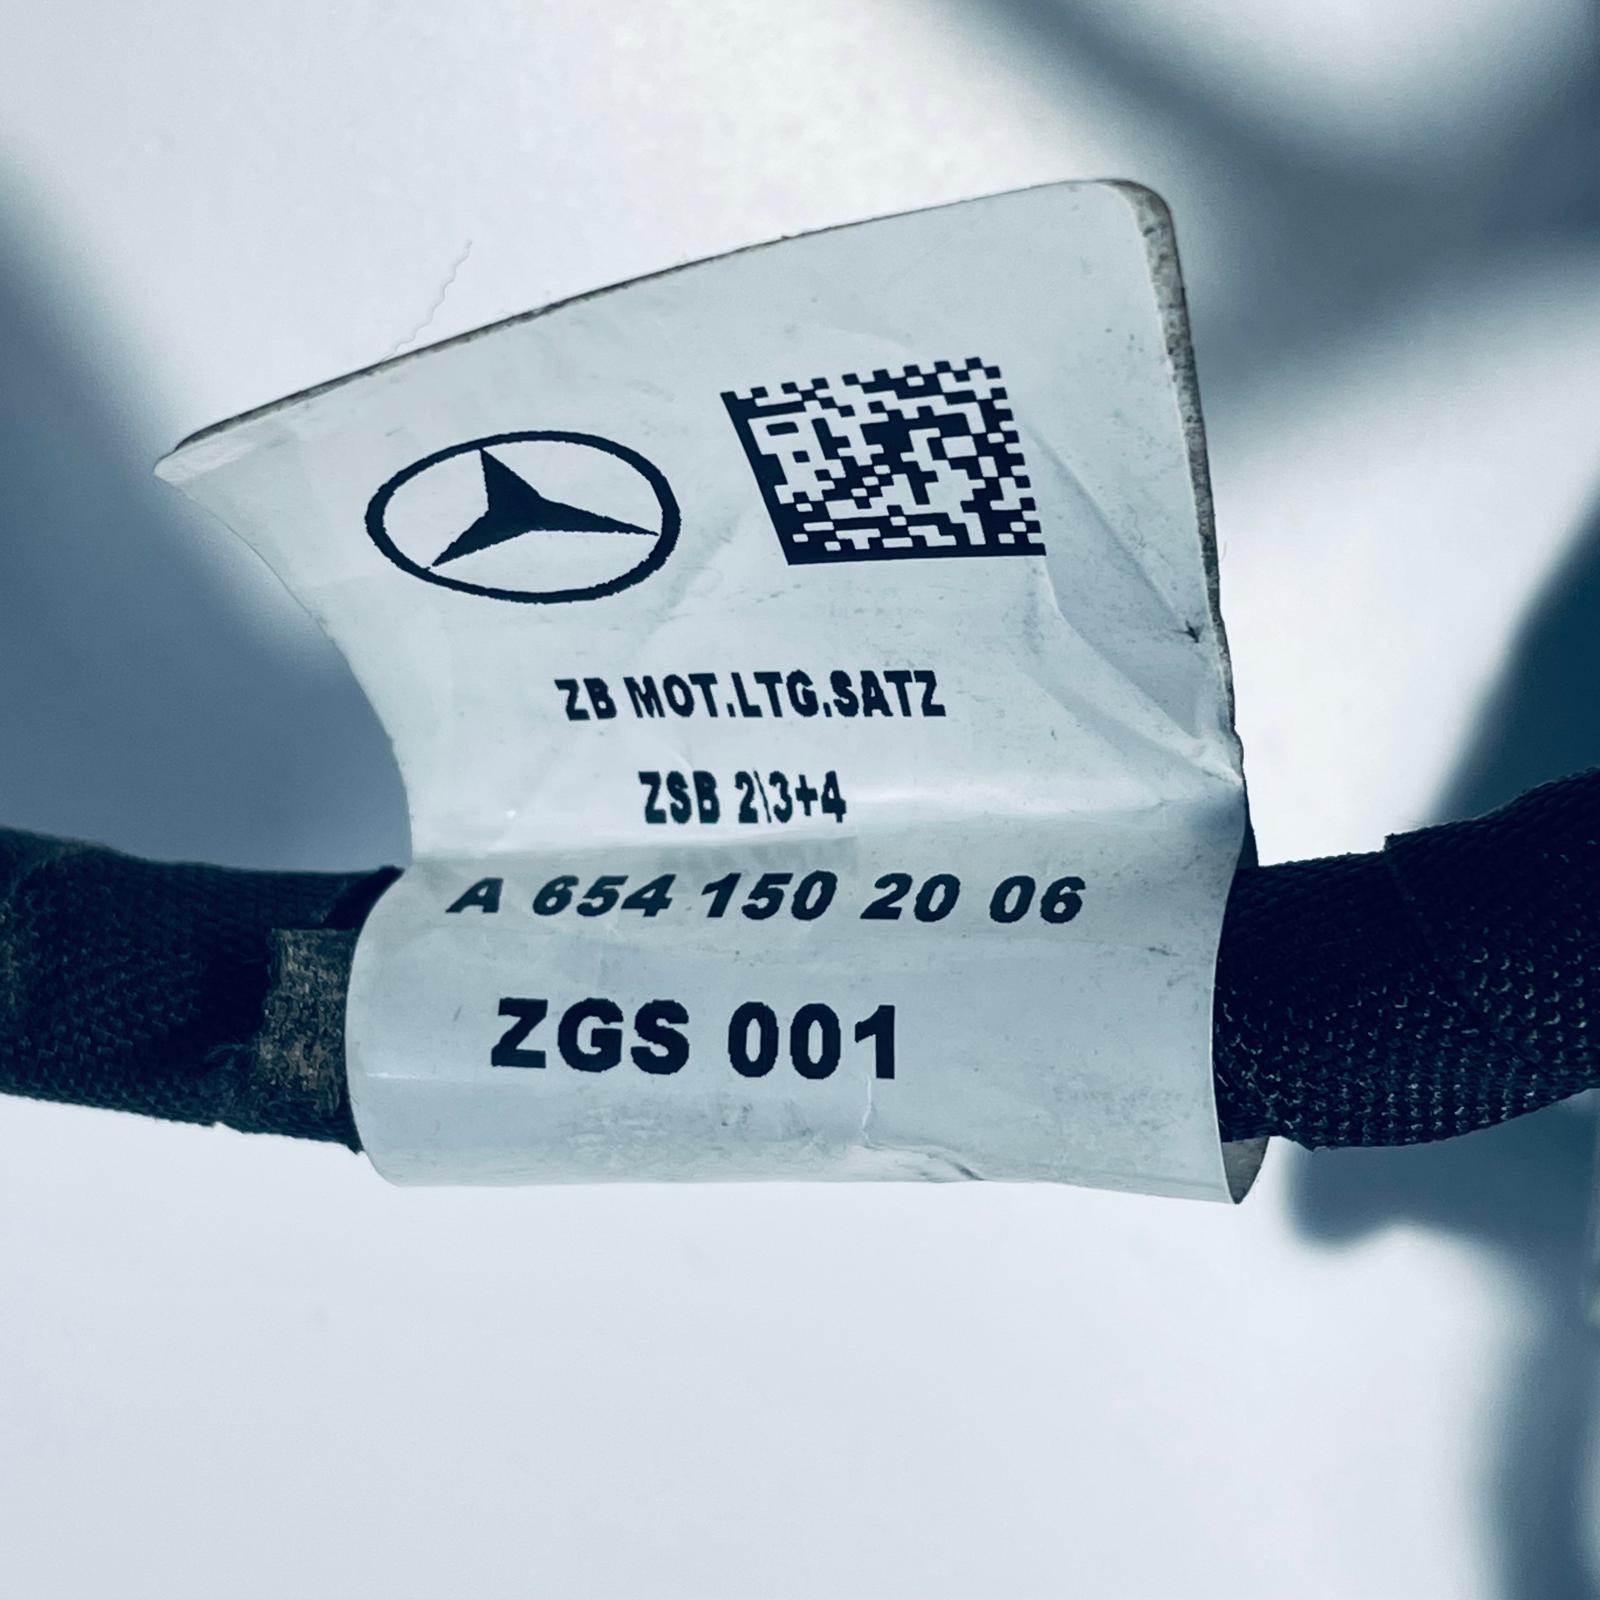 ZB MOT.LTG.SATZ
ZSB 2\3+4
A 654 150 20 06
ZGS 001